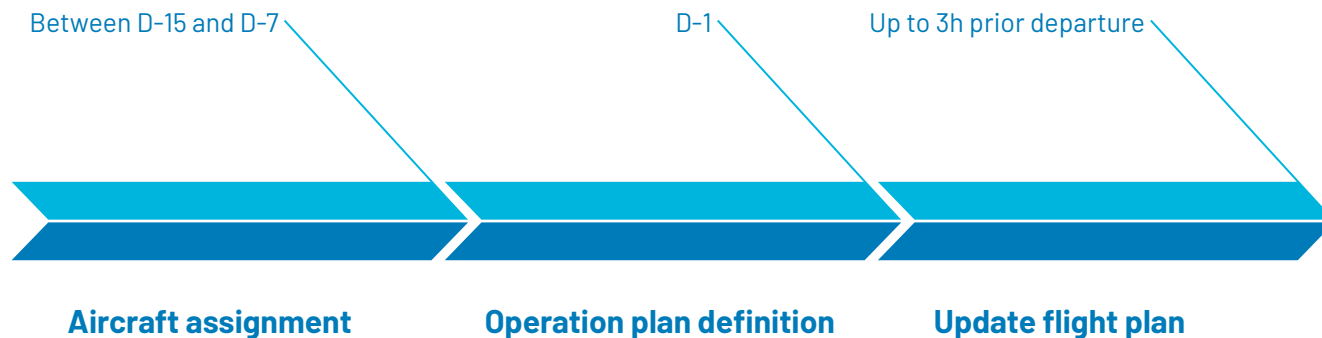 Between D-15 and D-7
D-1
Up to 3h prior departure
Aircraft assignment
Operation plan definition
Update flight plan